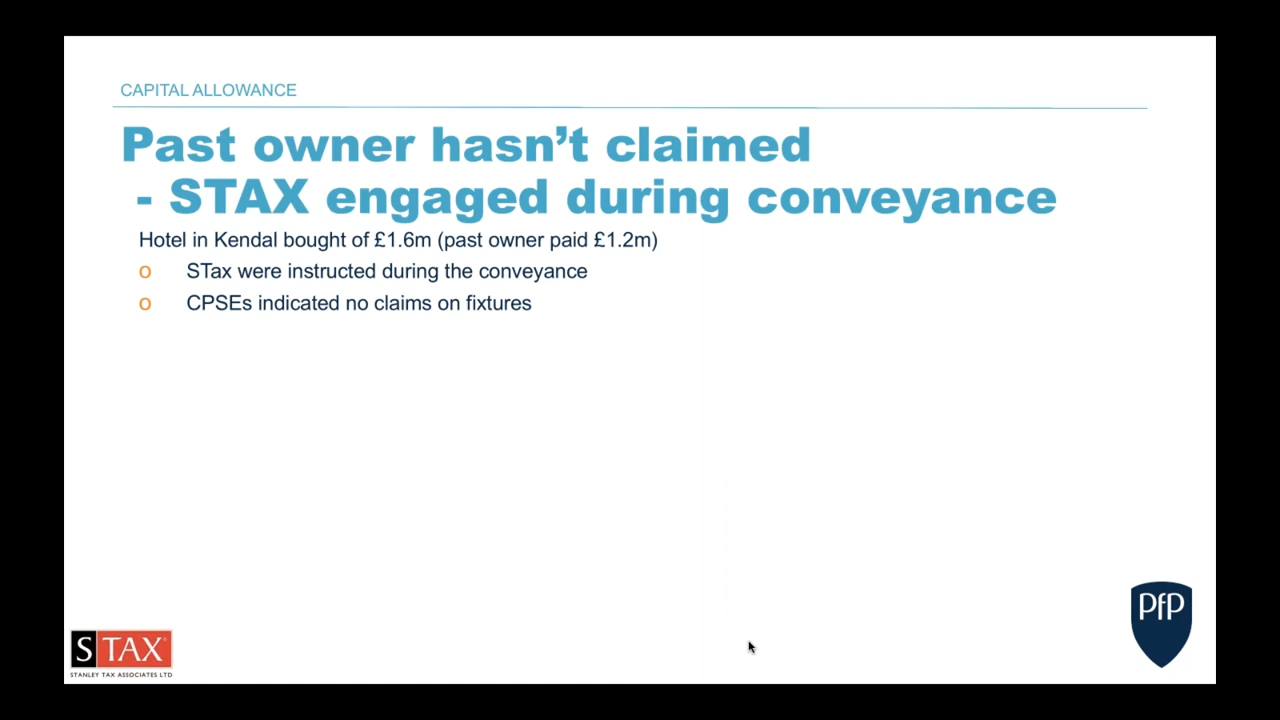 CAPITAL ALLOWANCE
Past owner hasn’t claimed
- STAX engaged during conveyance
Hotel in Kendal bought of £1.6m (past owner paid £1.2m)
o STax were instructed during the conveyance
o CPSEs indicated no claims on fixtures
PfP
STAX
STANLEY TAX ASSOCIATES LTD